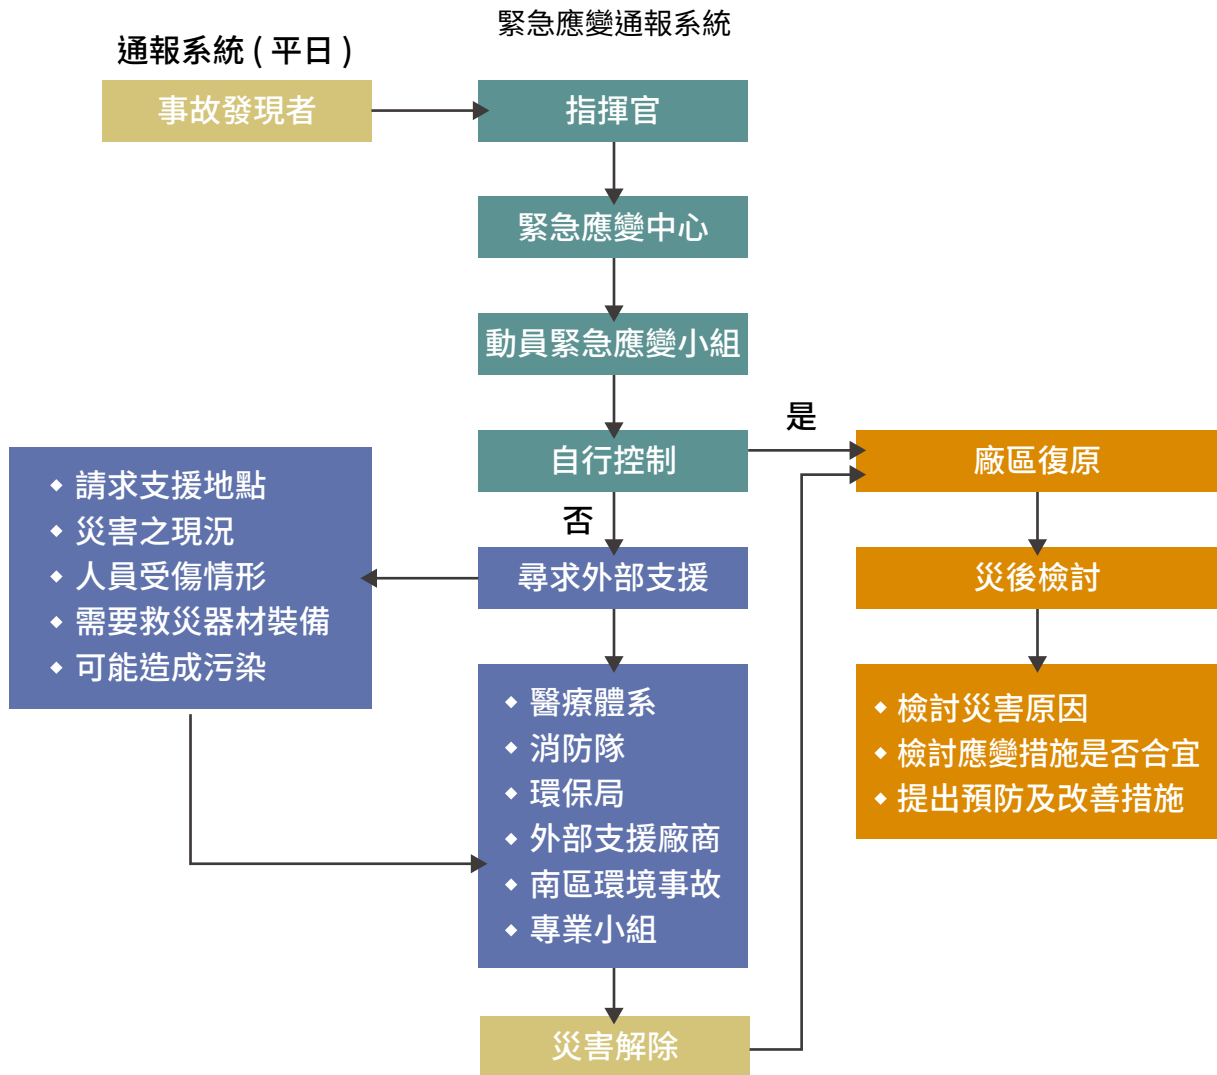 緊急應變通報系統
通報系統 ( 平日 )
事故發現者
指揮官
緊急應變中心
動員緊急應變小組
是
自行控制
廠區復原
否
◆ 請求支援地點
◆ 災害之現況
◆ 人員受傷情形
◆ 需要救災器材裝備
◆ 可能造成污染
尋求外部支援
災後檢討
◆ 醫療體系
◆ 消防隊
◆ 環保局
◆ 外部支援廠商
◆ 南區環境事故
◆ 專業小組
◆ 檢討災害原因
◆ 檢討應變措施是否合宜
◆ 提出預防及改善措施
災害解除